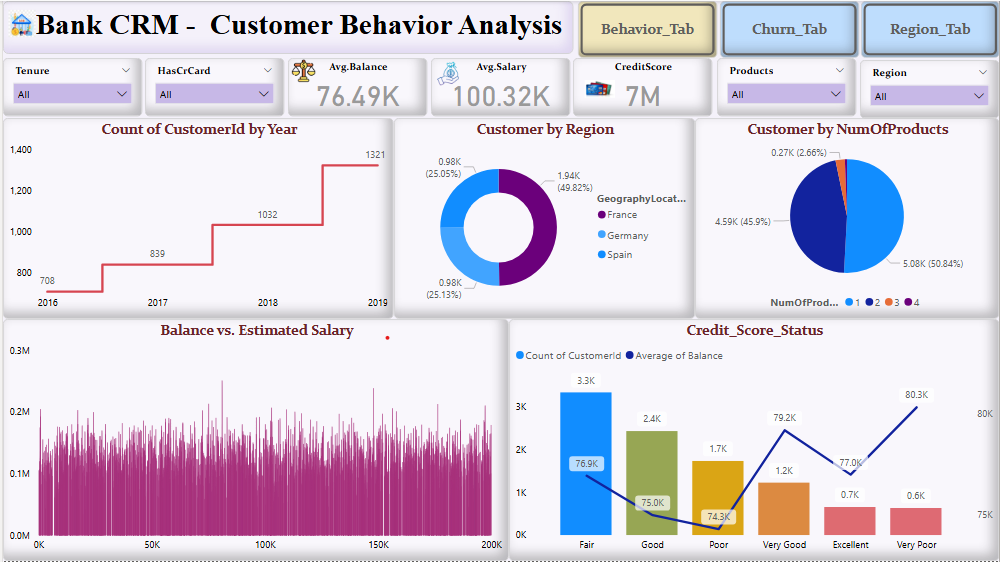 Bank CRM - Customer Behavior Analysis
Behavior_Tab
Churn_Tab
Region_Tab
Tenure
All
HasCrCard
All
Avg.Balance
76.49K
Avg.Salary
100.32K
CreditScore
7M
Products
All
Region
All
Count of CustomerId by Year
1,400
1,200
1,000
800
708
839
1032
1321
2016
2017
2018
2019
Customer by Region
0.98K
(25.05%)
1.94K
(49.82%)
0.98K
(25.13%)
GeographyLocat...
France
Germany
Spain
Customer by NumOfProducts
0.27K (2.66%)
4.59K (45.9%)
5.08K (50.84%)
NumOfProd... 1 2 3 4
Balance vs. Estimated Salary
0.3M
0.2M
0.1M
0.0M
0K
50K
100K
150K
200K
Credit_Score_Status
Count of CustomerId Average of Balance
3K
2K
1K
0K
3.3K
2.4K
1.7K
1.2K
0.7K
0.6K
76.9K
75.0K
74.3K
79.2K
77.0K
80.3K
80K
75K
Fair
Good
Poor
Very Good
Excellent
Very Poor